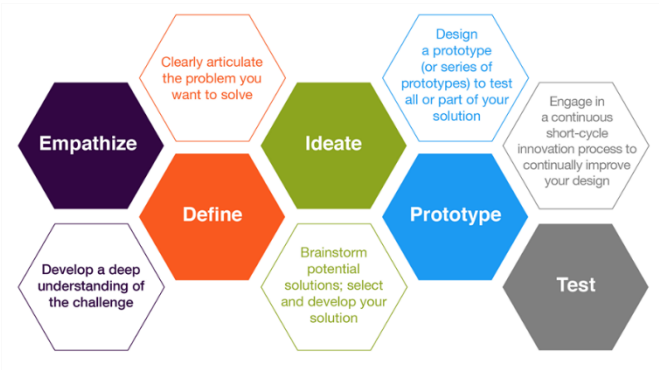 Empathize
Develop a deep
understanding of
the challenge
Clearly articulate
the problem you
want to solve
Define
Ideate
Brainstorm
potential
solutions; select
and develop your
solution
Design
a prototype
(or series of
prototypes) to test
all or part of your
solution
Prototype
Engage in
a continuous
short-cycle
innovation process to
continually improve
your design
Test